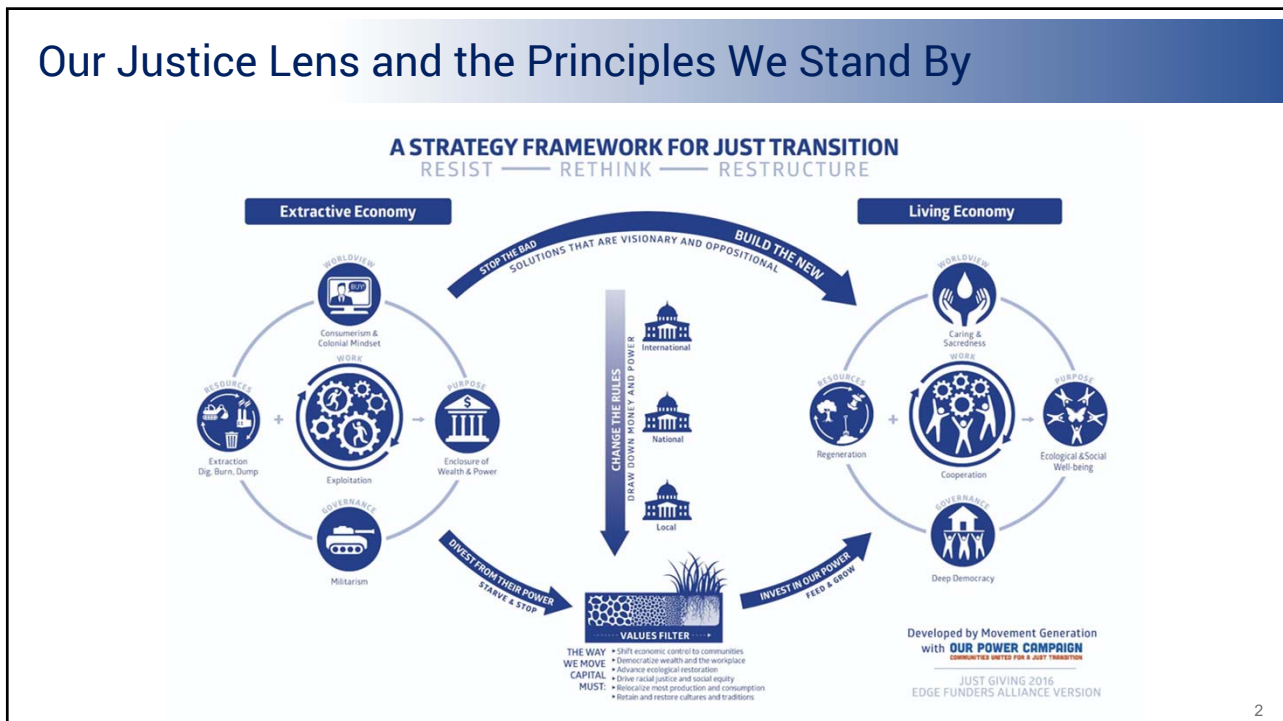 Our Justice Lens and the Principles We Stand By
A STRATEGY FRAMEWORK FOR JUST TRANSITION
RESIST — RETHINK — RESTRUCTURE
Extractive Economy
WORLDVIEW
BUY!
Consumerism &
Colonial Mindset
RESOURCES
+
Extraction
Dig, Burn, Dump
WORK
Exploitation
PURPOSE
$
Enclosure of
Wealth & Power
GOVERNANCE
Militarism
STOP THE BAD
BUILD THE NEW
SOLUTIONS THAT ARE VISIONARY AND OPPOSITIONAL
CHANGE THE RULES
DRAW DOWN MONEY AND POWER
International
National
Local
DIVEST FROM THEIR POWER
STARVE & STOP
VALUES FILTER
INVEST IN OUR POWER
FEED & GROW
THE WAY
WE MOVE
CAPITAL
MUST:
• Shift economic control to communities
• Democratize wealth and the workplace
• Advance ecological restoration
• Drive racial justice and social equity
• Relocalize most production and consumption
• Retain and restore cultures and traditions
Living Economy
WORLDVIEW
Caring &
Sacredness
RESOURCES
+
Regeneration
WORK
Cooperation
PURPOSE
Ecological &Social
Well-being
GOVERNANCE
Deep Democracy
Developed by Movement Generation
with OUR POWER CAMPAIGN
COMMUNITIES UNITED FOR A JUST TRANSITION
JUST GIVING 2016
EDGE FUNDERS ALLIANCE VERSION
2